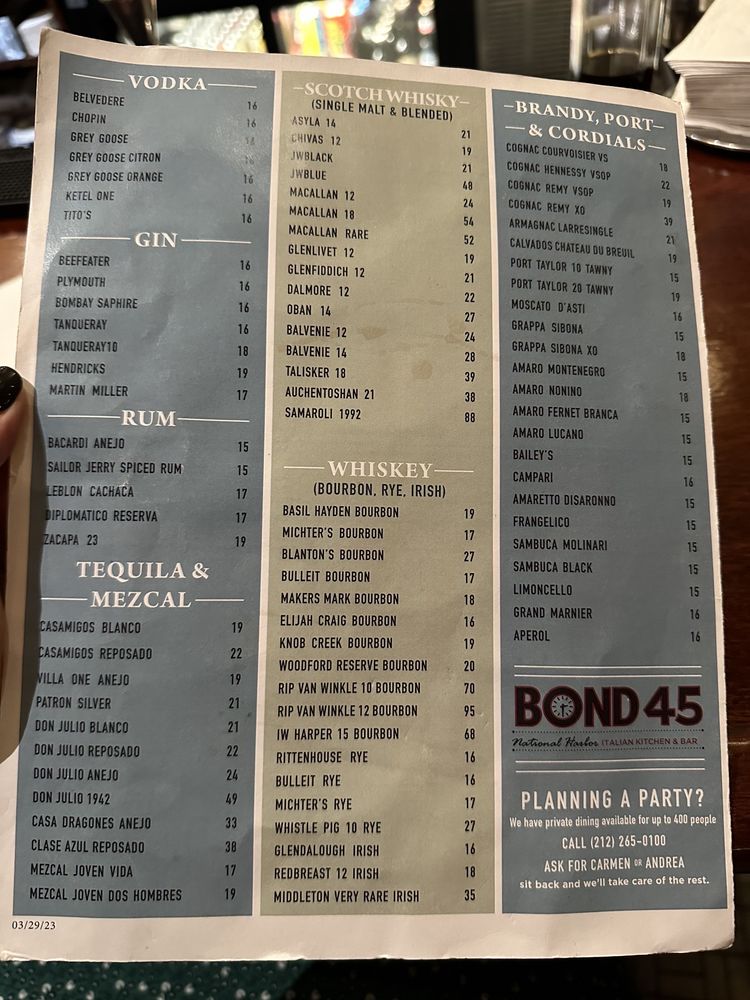 VODKA
BELVEDERE 16
CHOPIN 16
GREY GOOSE 16
GREY GOOSE CITRON 16
GREY GOOSE ORANGE 16
KETEL ONE 16
TITO'S 16
GIN
BEEFEATER 16
PLYMOUTH 16
BOMBAY SAPHIRE 16
TANQUERAY 16
TANQUERAY10 18
HENDRICKS 19
MARTIN MILLER 17
RUM
BACARDI ANEJO 15
SAILOR JERRY SPICED RUM 15
LEBLON CACHACA 17
DIPLOMATICO RESERVA 17
ZACAPA 23 19
TEQUILA &
MEZCAL
CASAMIGOS BLANCO 19
CASAMIGOS REPOSADO 22
VILLA ONE ANEJO 19
PATRON SILVER 21
DON JULIO BLANCO 21
DON JULIO REPOSADO 22
DON JULIO ANEJO 24
DON JULIO 1942 49
CASA DRAGONES ANEJO 33
CLASE AZUL REPOSADO 38
MEZCAL JOVEN VIDA 17
MEZCAL JOVEN DOS HOMBRES 19
03/29/23
SCOTCH WHISKY
(SINGLE MALT & BLENDED)
ASYLA 14 21
CHIVAS 12 19
JWBLACK 21
JWBLUE 48
MACALLAN 12 24
MACALLAN 18 54
MACALLAN RARE 52
GLENLIVET 12 19
GLENFIDDICH 12 21
DALMORE 12 22
OBAN 14 27
BALVENIE 12 24
BALVENIE 14 28
TALISKER 18 39
AUCHENTOSHAN 21 38
SAMAROLI 1992 88
WHISKEY
(BOURBON, RYE, IRISH)
BASIL HAYDEN BOURBON 19
MICHTER'S BOURBON 17
BLANTON'S BOURBON 27
BULLEIT BOURBON 17
MAKERS MARK BOURBON 18
ELIJAH CRAIG BOURBON 16
KNOB CREEK BOURBON 19
WOODFORD RESERVE BOURBON 20
RIP VAN WINKLE 10 BOURBON 70
RIP VAN WINKLE 12 BOURBON 95
IW HARPER 15 BOURBON 68
RITTENHOUSE RYE 16
BULLEIT RYE 16
MICHTER'S RYE 17
WHISTLE PIG 10 RYE 27
GLENDALOUGH IRISH 16
REDBREAST 12 IRISH 18
MIDDLETON VERY RARE IRISH 35
BRANDY, PORT
& CORDIALS
COGNAC COURVOISIER VS 18
COGNAC HENNESSY VSOP 22
COGNAC REMY VSOP 19
COGNAC REMY XO 39
ARMAGNAC LARRESINGLE 21
CALVADOS CHATEAU DU BREUIL 19
PORT TAYLOR 10 TAWNY 15
PORT TAYLOR 20 TAWNY 19
MOSCATO D'ASTI 16
GRAPPA SIBONA 15
GRAPPA SIBONA XO 18
AMARO MONTENEGRO 15
AMARO NONINO 18
AMARO FERNET BRANCA 15
AMARO LUCANO 15
BAILEY'S 15
CAMPARI 16
AMARETTO DISARONNO 15
FRANGELICO 15
SAMBUCA MOLINARI 15
SAMBUCA BLACK 15
LIMONCELLO 15
GRAND MARNIER 16
APEROL 16
BOND 45
National Harbor ITALIAN KITCHEN & BAR
PLANNING A PARTY?
We have private dining available for up to 400 people
CALL (212) 265-0100
ASK FOR CARMEN OR ANDREA
sit back and we'll take care of the rest.